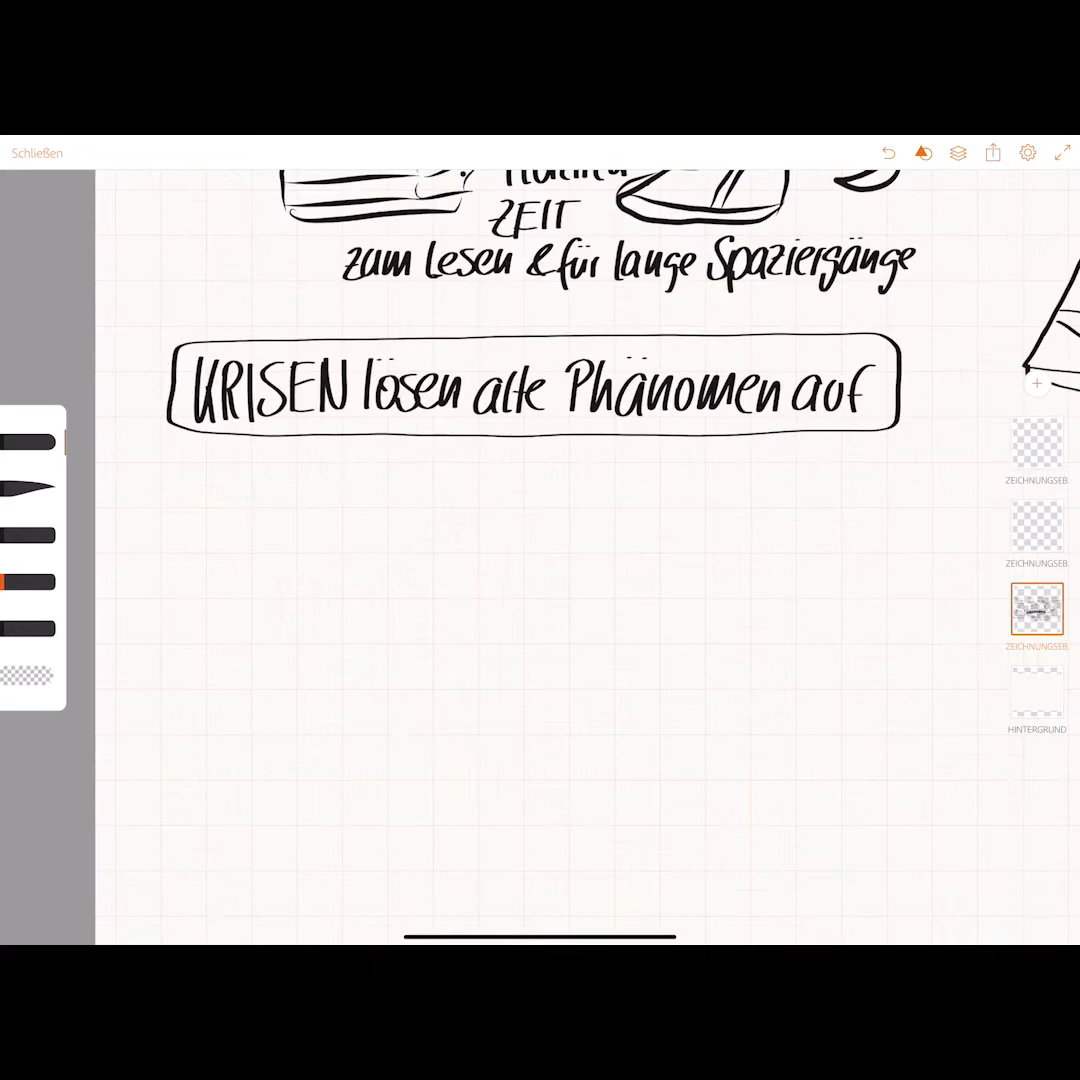 Schließen
ZEIT
zum Lesen & für lange Spaziergänge
KRISEN lösen alte Phänomen auf
ZEICHNUNGSEB.
ZEICHNUNGSEB.
ZEICHNUNGSEB.
HINTERGRUND